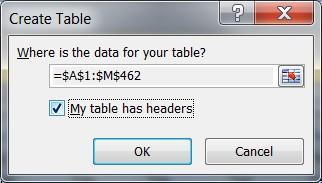 Create Table
Where is the data for your table?
=$A$1:$M$462
My table has headers
OK
Cancel